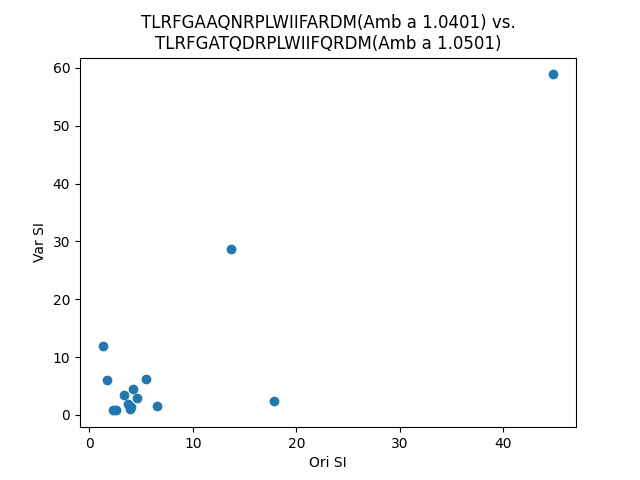 TLRFGAAQNRPLWIIFARDM(Amb a 1.0401) vs.
TLRFGATQDRPLWIIFQRDM(Amb a 1.0501)
60
50
40
30
20
10
0
Var SI
0 10 20 30 40
Ori SI